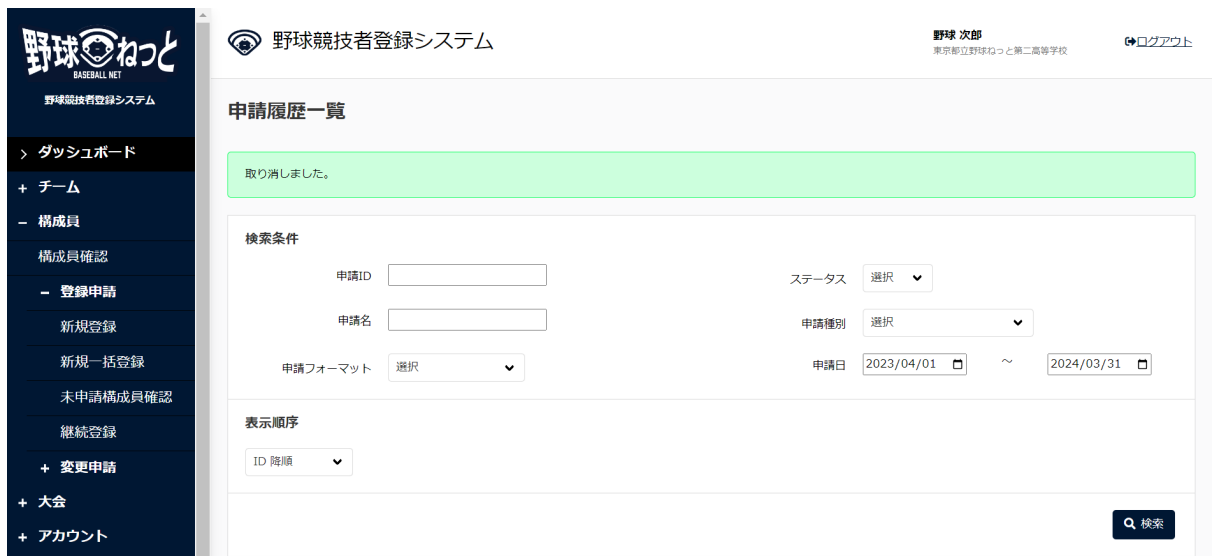 野球ねっと
BASEBALL NET
野球競技者登録システム
> ダッシュボード
+ チーム
− 構成員
構成員確認
− 登録申請
新規登録
新規一括登録
未申請構成員確認
継続登録
+ 変更申請
+ 大会
+ アカウント
野球競技者登録システム
野球 次郎
東京都立野球ねっと第二高等学校
ログアウト
申請履歴一覧
取り消しました。
検索条件
申請ID
ステータス 選択
申請名
申請種別 選択
申請フォーマット 選択
申請日 2023/04/01 ～ 2024/03/31
表示順序
ID 降順
検索